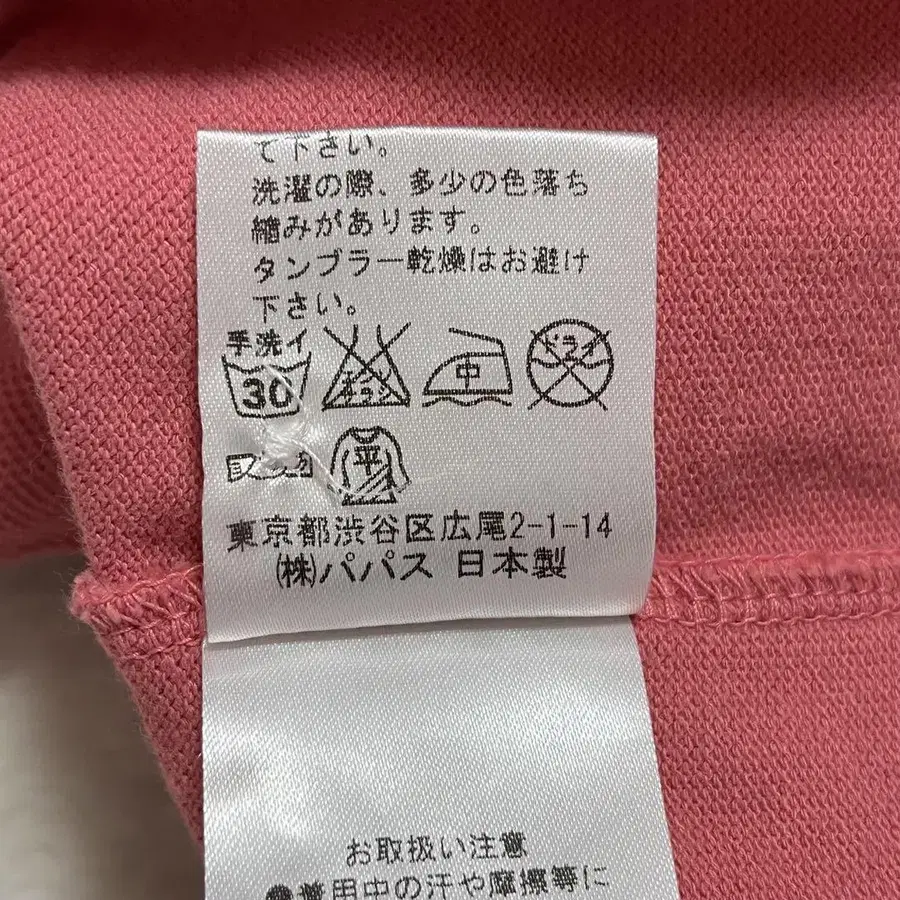 て下さい。
洗濯の際、多少の色落ち
縮みがあります。
タンブラー乾燥はお避け
下さい。
手洗イ
30
中
ドライ
平
東京都渋谷区広尾2-1-14
(株)パパス 日本製
お取扱い注意
●着用中の汗や摩擦等に